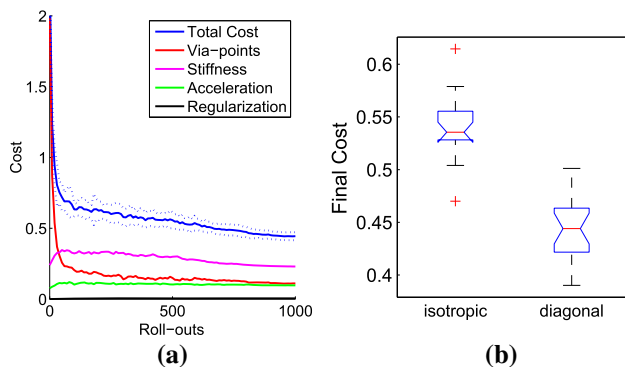 2
1.5
1
0.5
0
Cost
0
500
1000
Roll-outs
Total Cost
Via-points
Stiffness
Acceleration
Regularization
(a)
0.6
0.55
0.5
0.45
0.4
Final Cost
isotropic
diagonal
(b)